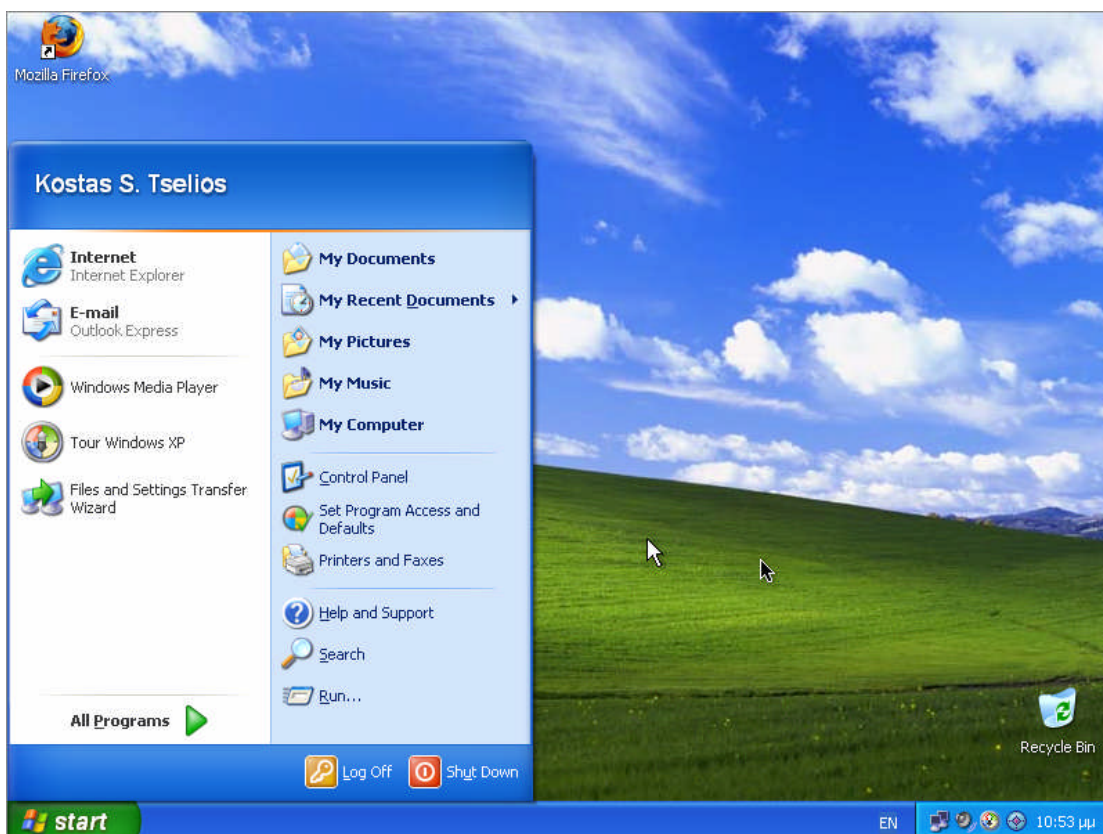 Mozilla Firefox
Kostas S. Tselios
Internet
Internet Explorer
E-mail
Outlook Express
Windows Media Player
Tour Windows XP
Files and Settings Transfer
Wizard
All Programs
My Documents
My Recent Documents
My Pictures
My Music
My Computer
Control Panel
Set Program Access and
Defaults
Printers and Faxes
Help and Support
Search
Run...
Log Off
Shut Down
Recycle Bin
start
EN
10:53 μμ